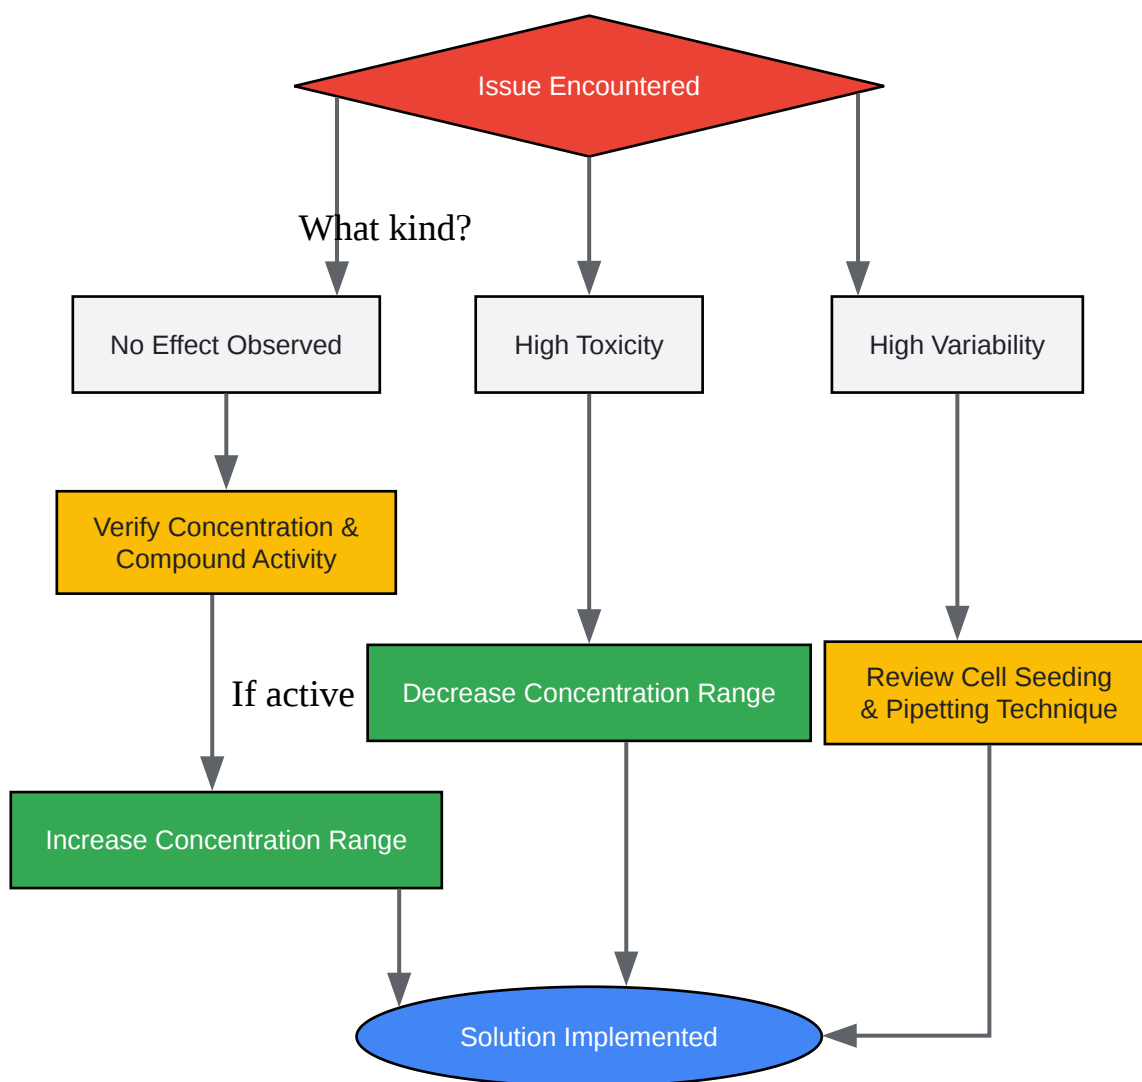 Issue Encountered
What kind?
No Effect Observed
High Toxicity
High Variability
Verify Concentration &
Compound Activity
If active
Decrease Concentration Range
Review Cell Seeding
& Pipetting Technique
Increase Concentration Range
Solution Implemented